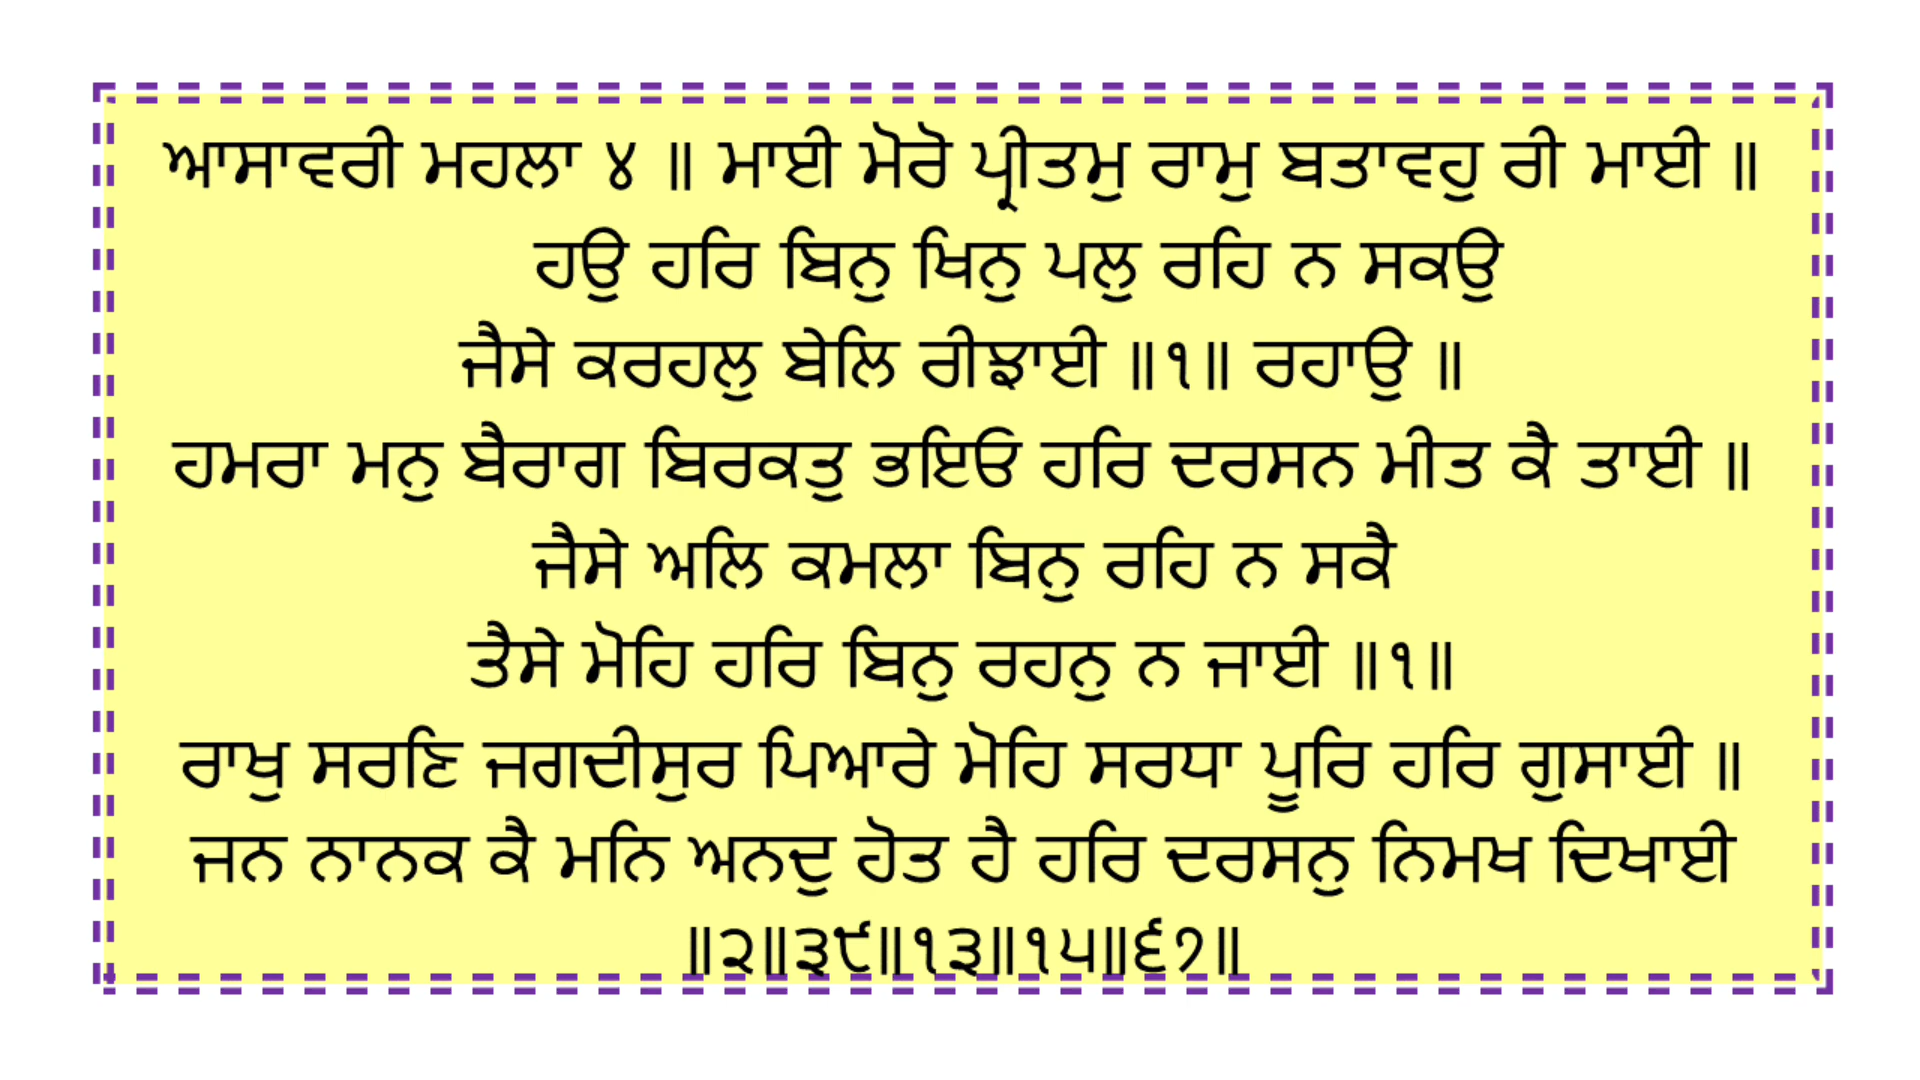 ਆਸਾਵਰੀ ਮਹਲਾ ੪ ॥ ਮਾਈ ਮੋਰੋ ਪ੍ਰੀਤਮੁ ਰਾਮੁ ਬਤਾਵਹੁ ਰੀ ਮਾਈ ॥
ਹਉ ਹਰਿ ਬਿਨੁ ਖਿਨੁ ਪਲੁ ਰਹਿ ਨ ਸਕਉ
ਜੈਸੇ ਕਰਹਲੁ ਬੇਲਿ ਰੀਝਾਈ ॥੧॥ ਰਹਾਉ ॥
ਹਮਰਾ ਮਨੁ ਬੈਰਾਗ ਬਿਰਕਤੁ ਭਇਓ ਹਰਿ ਦਰਸਨ ਮੀਤ ਕੈ ਤਾਈ ॥
ਜੈਸੇ ਅਲਿ ਕਮਲਾ ਬਿਨੁ ਰਹਿ ਨ ਸਕੈ
ਤੈਸੇ ਮੋਹਿ ਹਰਿ ਬਿਨੁ ਰਹਨੁ ਨ ਜਾਈ ॥੧॥
ਰਾਖੁ ਸਰਣਿ ਜਗਦੀਸੁਰ ਪਿਆਰੇ ਮੋਹਿ ਸਰਧਾ ਪੂਰਿ ਹਰਿ ਗੁਸਾਈ ॥
ਜਨ ਨਾਨਕ ਕੈ ਮਨਿ ਅਨਦੁ ਹੋਤ ਹੈ ਹਰਿ ਦਰਸਨੁ ਨਿਮਖ ਦਿਖਾਈ
॥੨॥੩੯॥੧੩॥੧੫॥੬੭॥